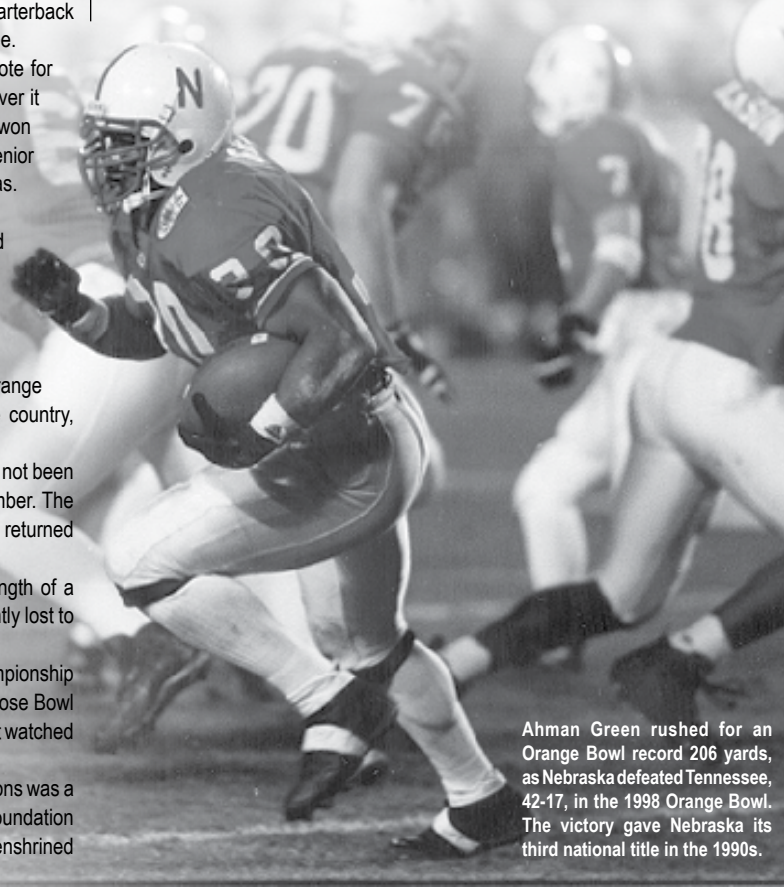 arterback
e.
ote for
ver it
won
enior
as.
d
range
country,
not been
mber. The
returned
ngth of a
tly lost to
mpionship
ose Bowl
t watched
ons was a
oundation
enshrined
N
70
7
Ahman Green rushed for an
Orange Bowl record 206 yards,
as Nebraska defeated Tennessee,
42-17, in the 1998 Orange Bowl.
The victory gave Nebraska its
third national title in the 1990s.